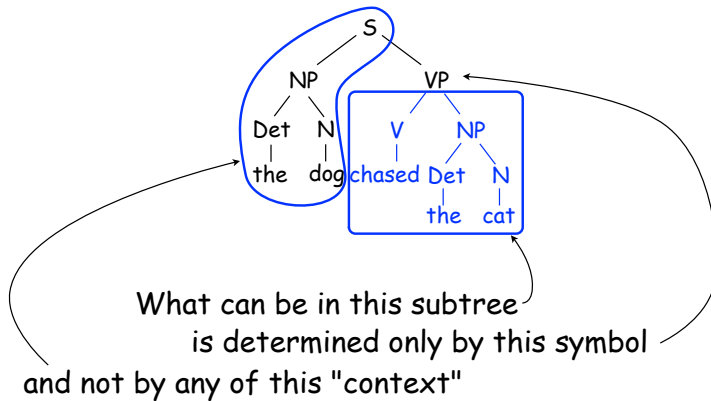 S
NP VP
Det N V NP
the dog chased Det N
the cat
What can be in this subtree
is determined only by this symbol
and not by any of this "context"